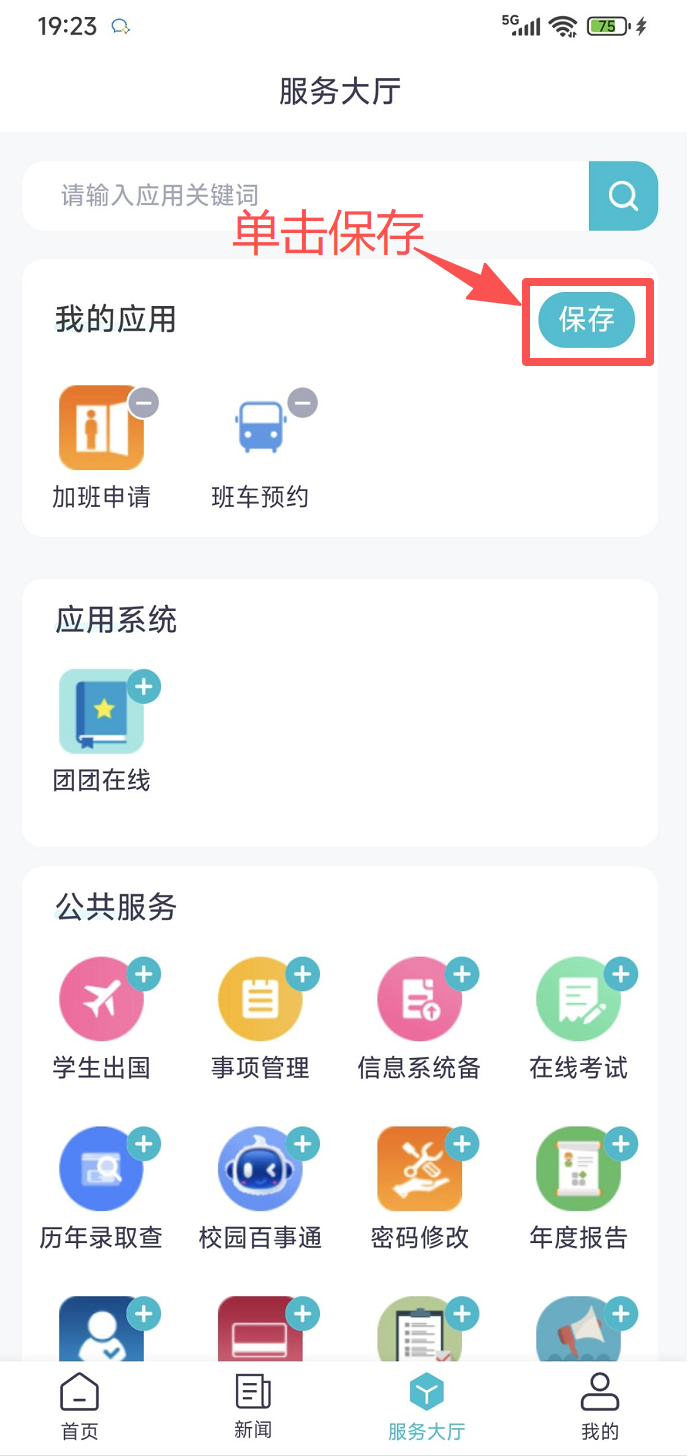 19:23
5G
75
服务大厅
请输入应用关键词
单击保存
我的应用
保存
加班申请
班车预约
应用系统
团团在线
公共服务
学生出国
事项管理
信息系统备
在线考试
历年录取查
校园百事通
密码修改
年度报告
首页
新闻
服务大厅
我的